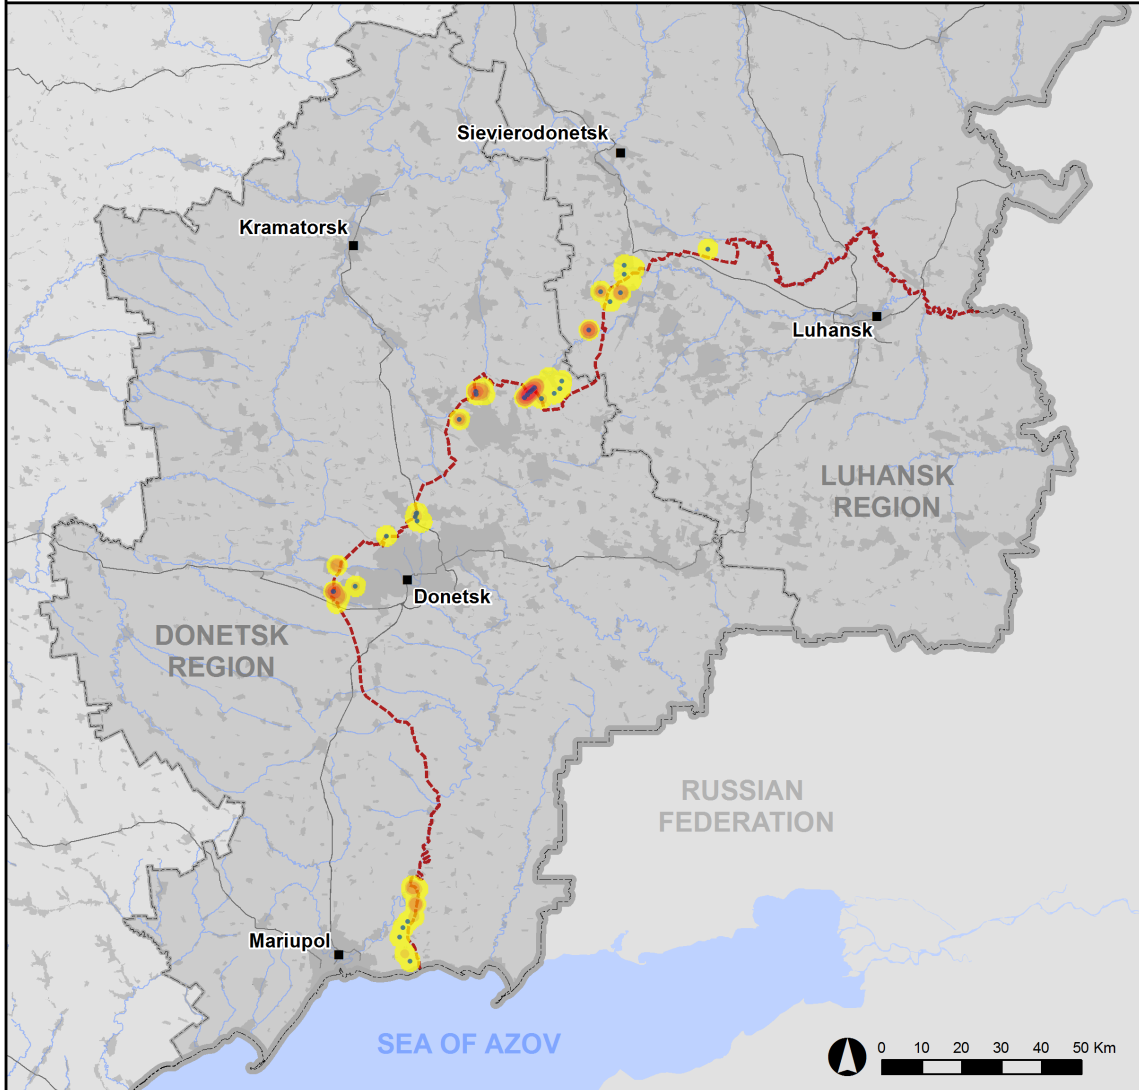 Sievierodonetsk
Kramatorsk
Luhansk
LUHANSK
REGION
Donetsk
DONETSK
REGION
RUSSIAN
FEDERATION
Mariupol
SEA OF AZOV
0 10 20 30 40 50 Km